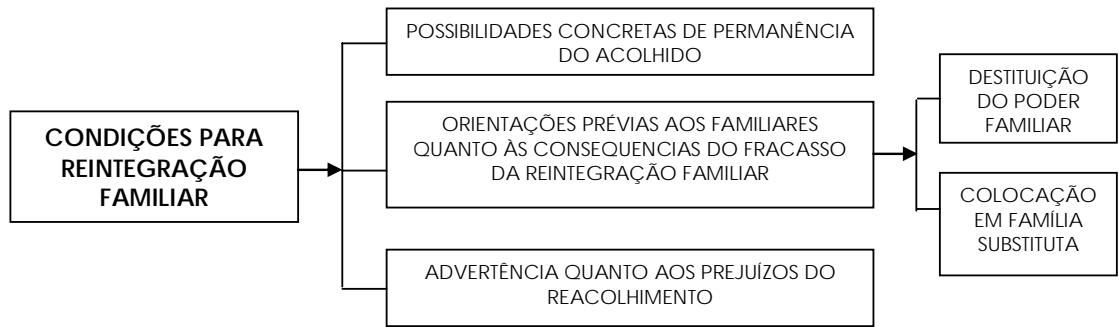 CONDIÇÕES PARA
REINTEGRAÇÃO
FAMILIAR
POSSIBILIDADES CONCRETAS DE PERMANÊNCIA
DO ACOLHIDO
ORIENTAÇÕES PRÉVIAS AOS FAMILIARES
QUANTO ÀS CONSEQUENCIAS DO FRACASSO
DA REINTEGRAÇÃO FAMILIAR
DESTITUIÇÃO
DO PODER
FAMILIAR
COLOCAÇÃO
EM FAMÍLIA
SUBSTITUTA
ADVERTÊNCIA QUANTO AOS PREJUÍZOS DO
REACOLHIMENTO